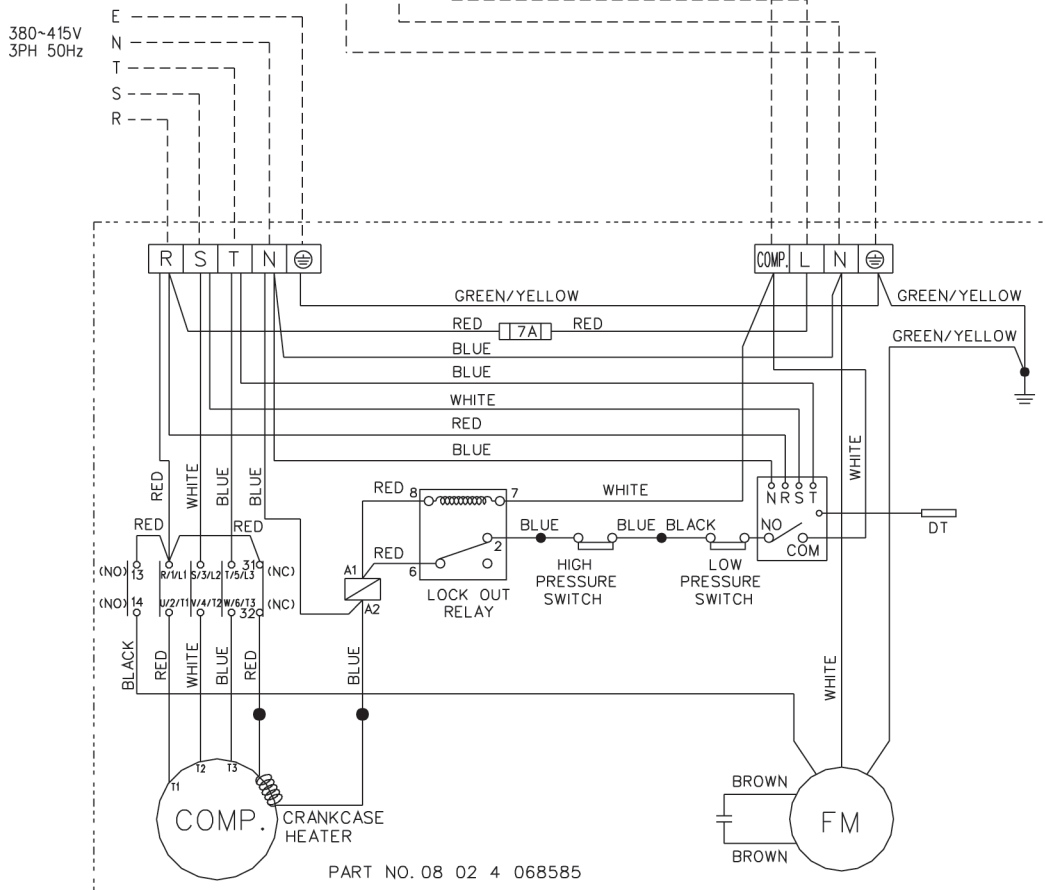 E
380~415V
3PH 50Hz
N
T
S
R
R S T N
COMP. L N
GREEN/YELLOW
GREEN/YELLOW
RED 7A RED
GREEN/YELLOW
BLUE
BLUE
WHITE
RED
BLUE
RED
WHITE
BLUE
BLUE
WHITE
RED 8 7 WHITE
N R S T
RED
RED
BLUE
BLUE
BLACK
NO
COM
DT
2
RED
6
(NO) 13 R/1/L1 S/3/L2 T/5/L3 31 (NC)
A1
HIGH
PRESSURE
SWITCH
LOW
PRESSURE
SWITCH
LOCK OUT
RELAY
(NO) 14 U/2/T1 V/4/T2 W/6/T3 32 (NC)
A2
BLACK
RED
WHITE
BLUE
RED
BLUE
WHITE
T1 T2 T3
COMP.
CRANKCASE
HEATER
BROWN
FM
BROWN
PART NO. 08 02 4 068585